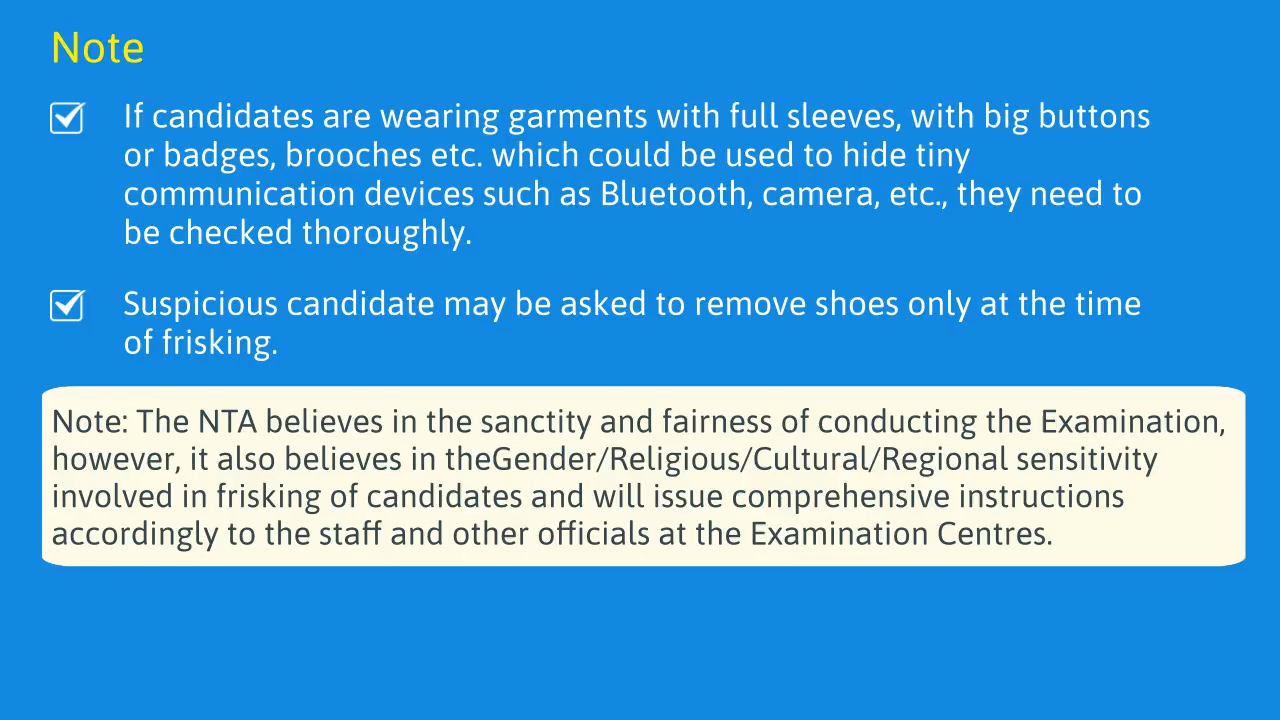 Note
If candidates are wearing garments with full sleeves, with big buttons
or badges, brooches etc. which could be used to hide tiny
communication devices such as Bluetooth, camera, etc., they need to
be checked thoroughly.
Suspicious candidate may be asked to remove shoes only at the time
of frisking.
Note: The NTA believes in the sanctity and fairness of conducting the Examination,
however, it also believes in theGender/Religious/Cultural/Regional sensitivity
involved in frisking of candidates and will issue comprehensive instructions
accordingly to the staff and other officials at the Examination Centres.